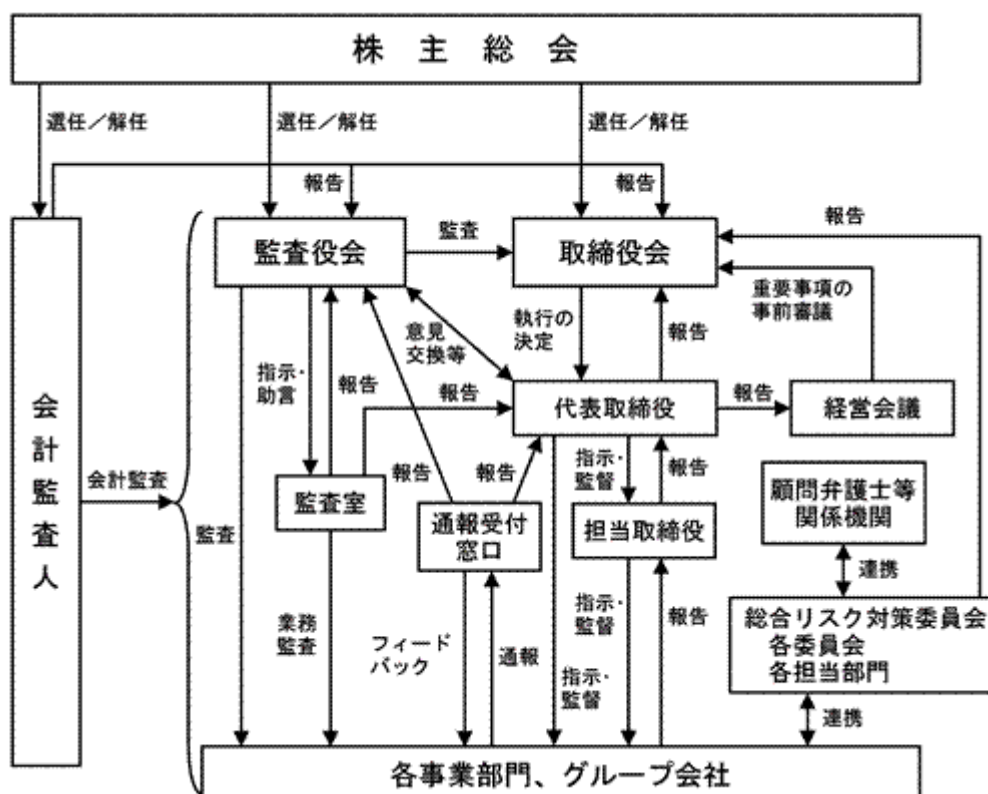 株主総会
選任／解任
選任／解任
選任／解任
報告
報告
報告
監査役会
監査
取締役会
重要事項の
事前審議
意見
交換等
執行の
決定
報告
指示・
助言
報告
報告
代表取締役
報告
経営会議
会計監査人
会計監査
監査
監査室
報告
報告
通報受付
窓口
指示・
監督
報告
担当取締役
顧問弁護士等
関係機関
連携
業務
監査
フィード
バック
通報
指示・
監督
指示・
監督
報告
総合リスク対策委員会
各委員会
各担当部門
連携
各事業部門、グループ会社